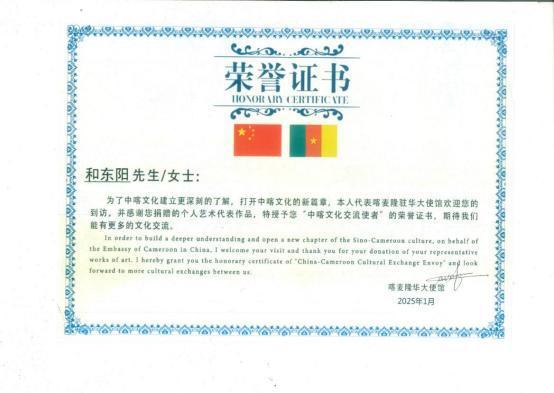 荣誉证书
HONORARY CERTIFICATE
和东阳 先生/女士：
为了中喀文化建立更深刻的了解，打开中喀文化的新篇章，本人代表喀麦隆驻华大使馆欢迎您的
到访，并感谢您捐赠的个人艺术代表作品，特授予您“中喀文化交流使者”的荣誉证书，期待我们
能有更多的文化交流。
In order to build a deeper understanding and open a new chapter of the Sino-Cameroon culture, on behalf of
the Embassy of Cameroon in China, I welcome your visit and thank you for your donation of your representative
works of art. I hereby grant you the honorary certificate of "China-Cameroon Cultural Exchange Envoy" and look
forward to more cultural exchanges between us.
喀麦隆华大使馆
2025年1月